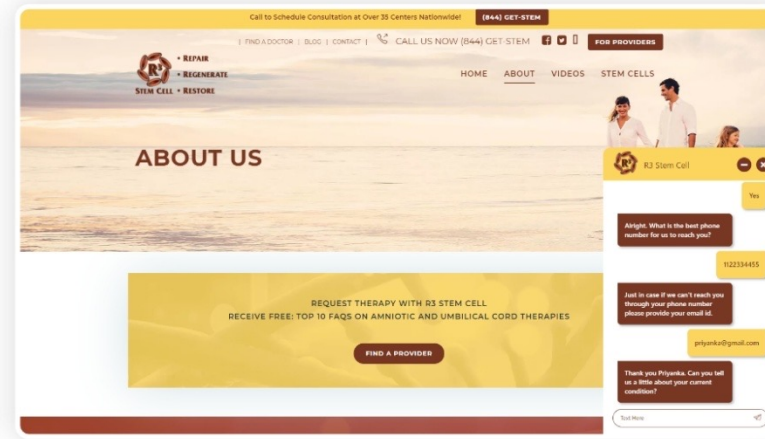 Call to Schedule Consultation at Over 35 Centers Nationwide! (844) GET-STEM
| FIND A DOCTOR | BLOG | CONTACT | CALL US NOW (844) GET-STEM FOR PROVIDERS
R3
STEM CELL
• REPAIR
• REGENERATE
• RESTORE
HOME ABOUT VIDEOS STEM CELLS
ABOUT US
REQUEST THERAPY WITH R3 STEM CELL
RECEIVE FREE: TOP 10 FAQS ON AMNIOTIC AND UMBILICAL CORD THERAPIES
FIND A PROVIDER
R3 R3 Stem Cell
Yes
Alright. What is the best phone
number for us to reach you?
1122334455
Just in case if we can't reach you
through your phone number
please provide your email id.
priyanka@gmail.com
Thank you Priyanka. Can you tell
us a little about your current
condition?
Text Here